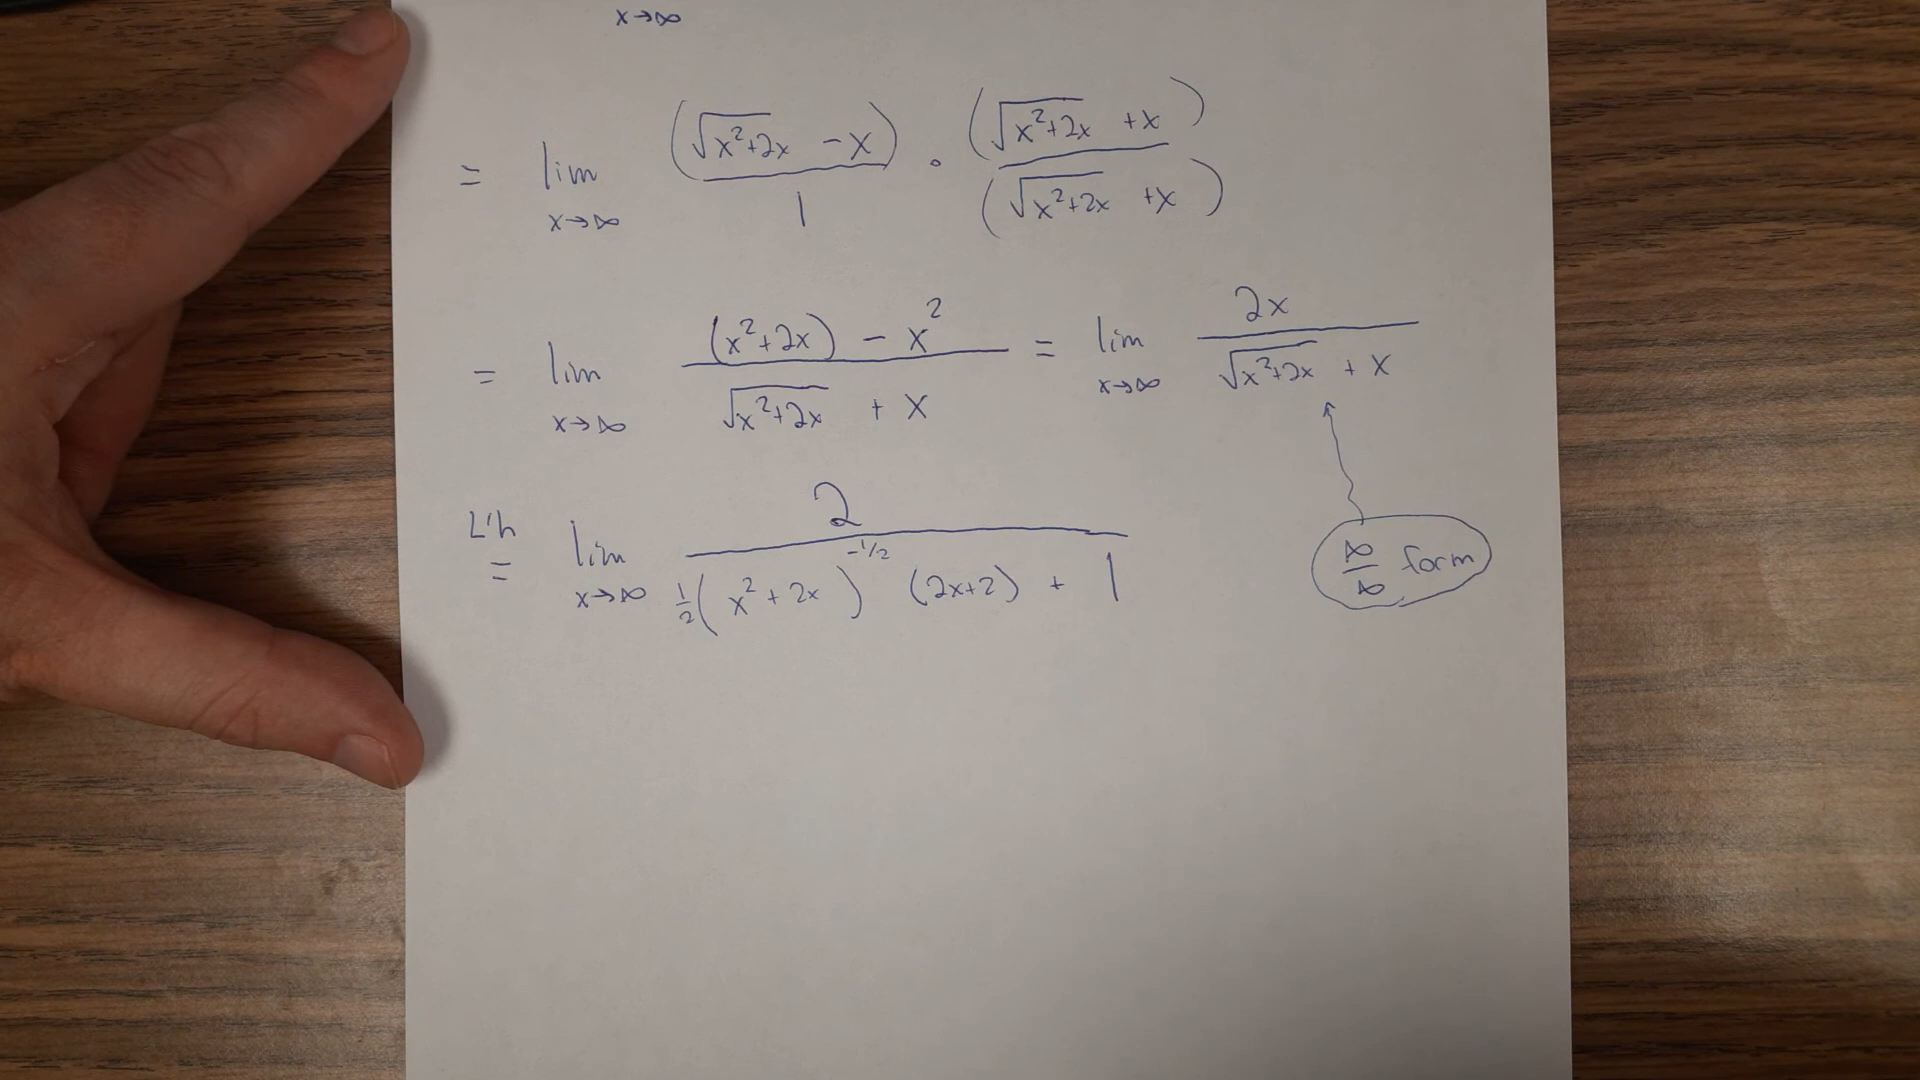 x→∞
= lim x→∞ (√(x²+2x) - x)/1 · (√(x²+2x) + x)/(√(x²+2x) + x)
= lim x→∞ ((x²+2x) - x²)/(√(x²+2x) + x) = lim x→∞ 2x/(√(x²+2x) + x)
L'h = lim x→∞ 2/(½(x²+2x)^(-1/2) (2x+2) + 1)
∞/∞ form